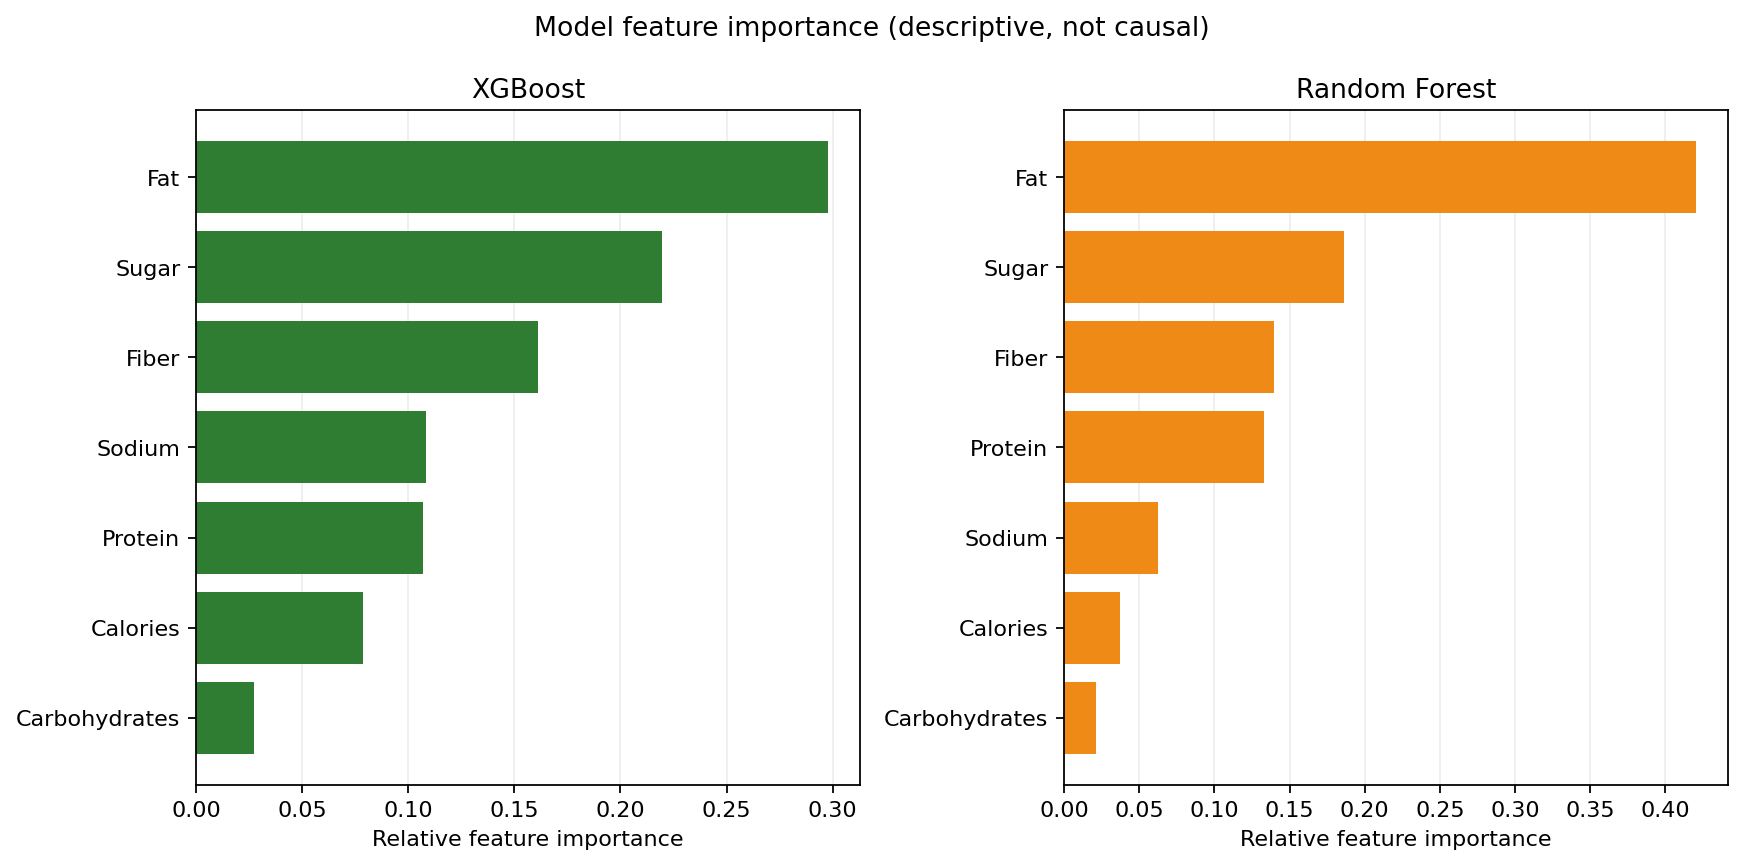 Model feature importance (descriptive, not causal)
XGBoost
Fat
Sugar
Fiber
Sodium
Protein
Calories
Carbohydrates
0.00 0.05 0.10 0.15 0.20 0.25 0.30
Relative feature importance
Random Forest
Fat
Sugar
Fiber
Protein
Sodium
Calories
Carbohydrates
0.00 0.05 0.10 0.15 0.20 0.25 0.30 0.35 0.40
Relative feature importance